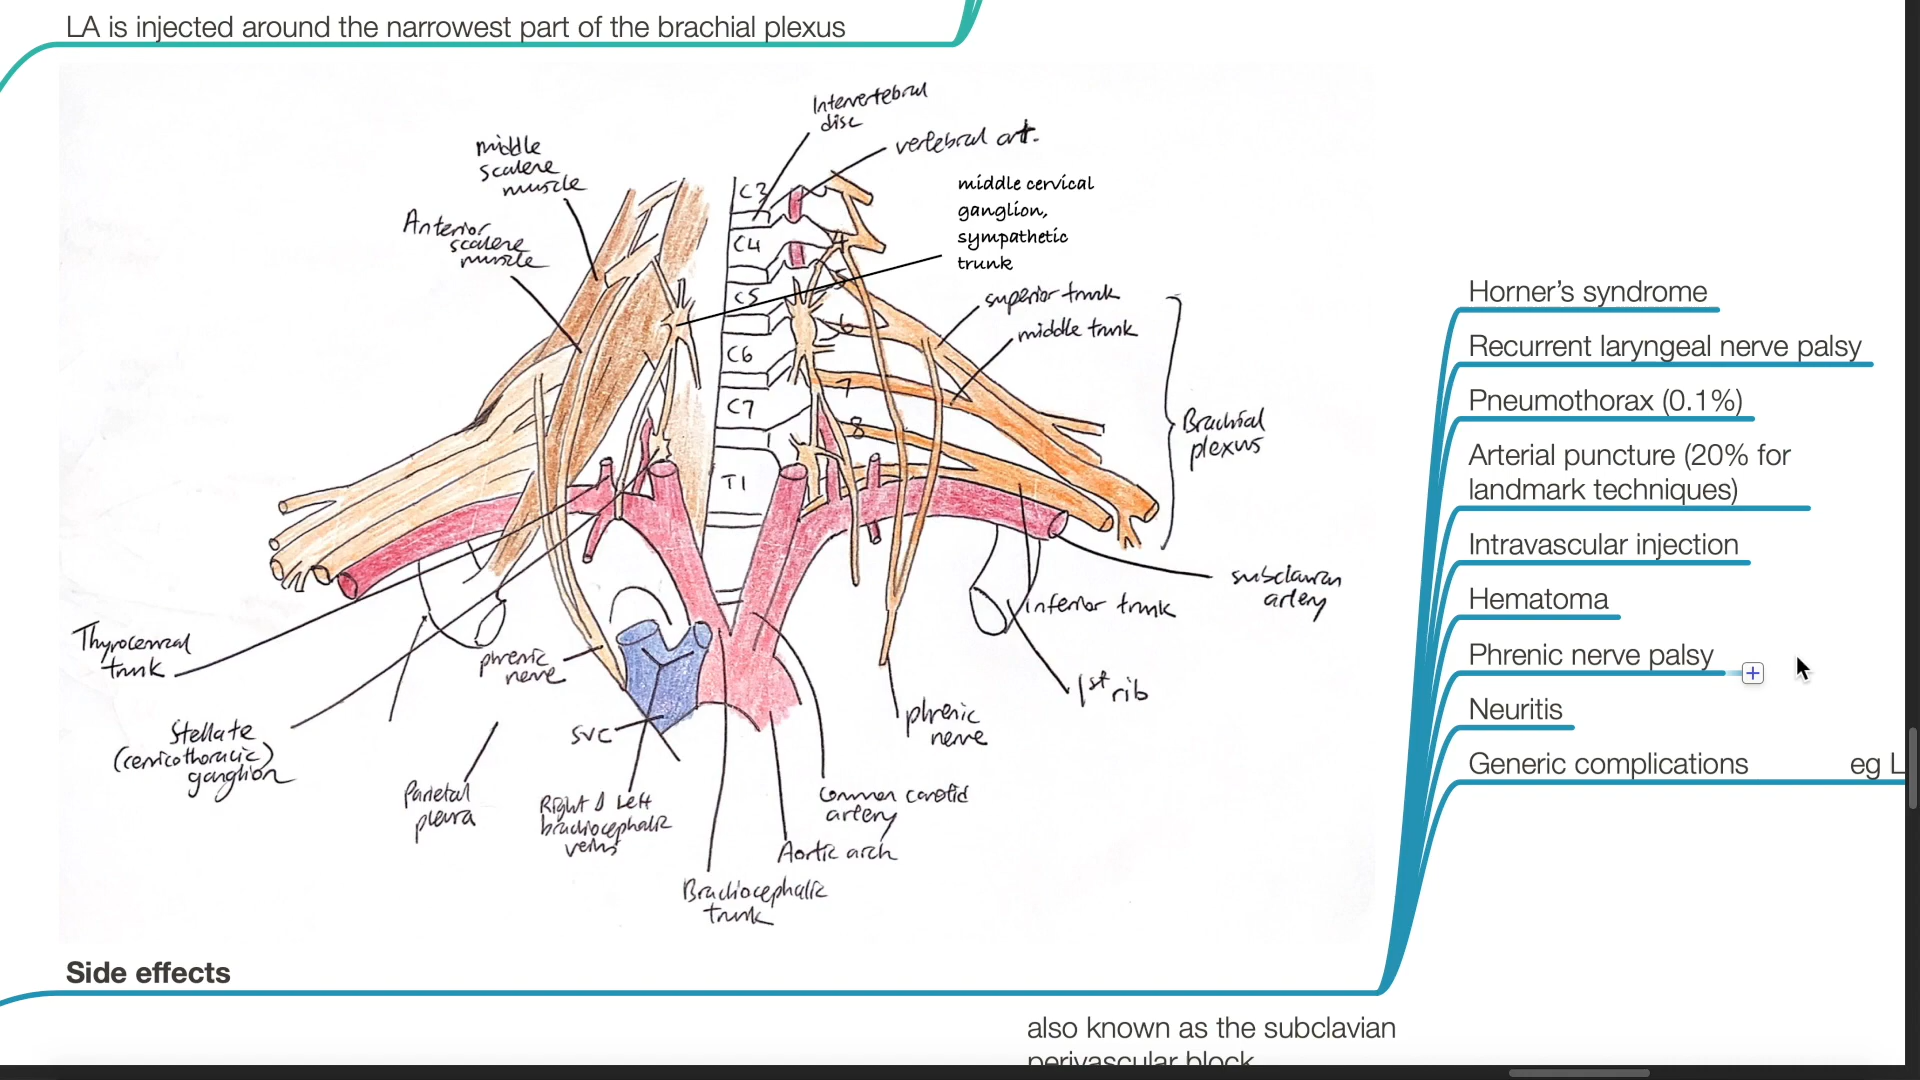 LA is injected around the narrowest part of the brachial plexus
Intervertebral
disc
vertebral art.
middle
scalene
muscle
Anterior
scalene
muscle
middle cervical
ganglion,
sympathetic
trunk
C3
C4
C5
C6
C7
T1
4
5
6
7
8
superior trunk
middle trunk
Brachial
plexus
subclavian
artery
inferior trunk
1st rib
Thyrocervical
trunk
phrenic
nerve
Stellate
(cervicothoracic)
ganglion
SVC
phrenic
nerve
Parietal
pleura
Right & Left
brachiocephalic
veins
Common carotid
artery
Aortic arch
Brachiocephalic
trunk
Horner's syndrome
Recurrent laryngeal nerve palsy
Pneumothorax (0.1%)
Arterial puncture (20% for
landmark techniques)
Intravascular injection
Hematoma
Phrenic nerve palsy
Neuritis
Generic complications
eg L
Side effects
also known as the subclavian
perivascular block